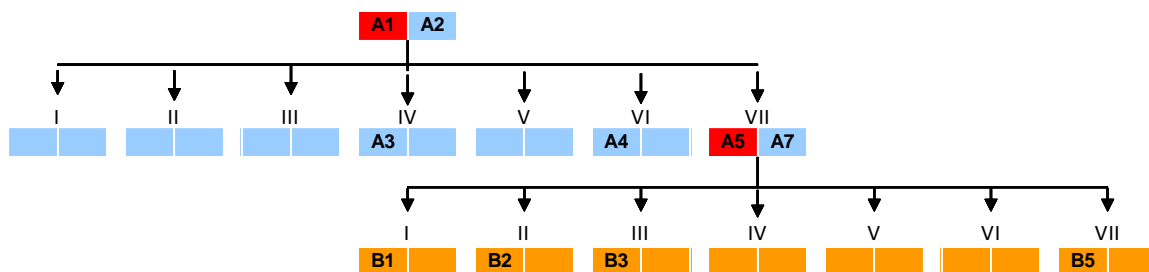 A1 A2
I II III IV V VI VII
A3 A4 A5 A7
I II III IV V VI VII
B1 B2 B3 B5